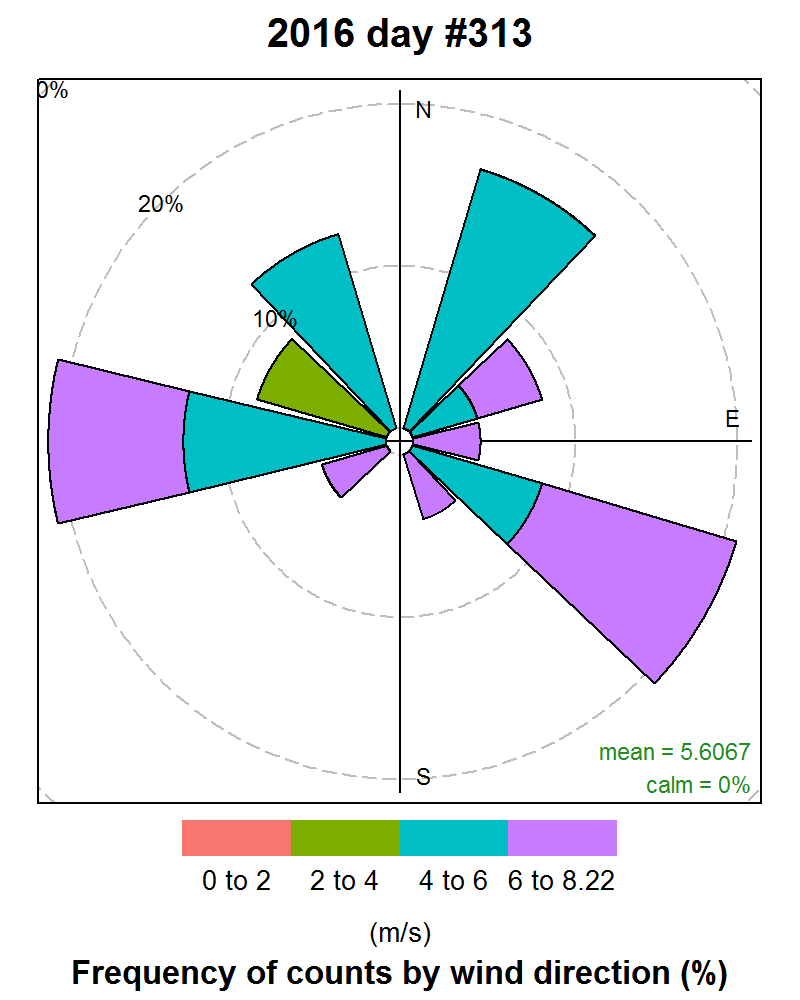 2016 day #313
0%
N
20%
10%
E
S
mean = 5.6067
calm = 0%
0 to 2 2 to 4 4 to 6 6 to 8.22
(m/s)
Frequency of counts by wind direction (%)